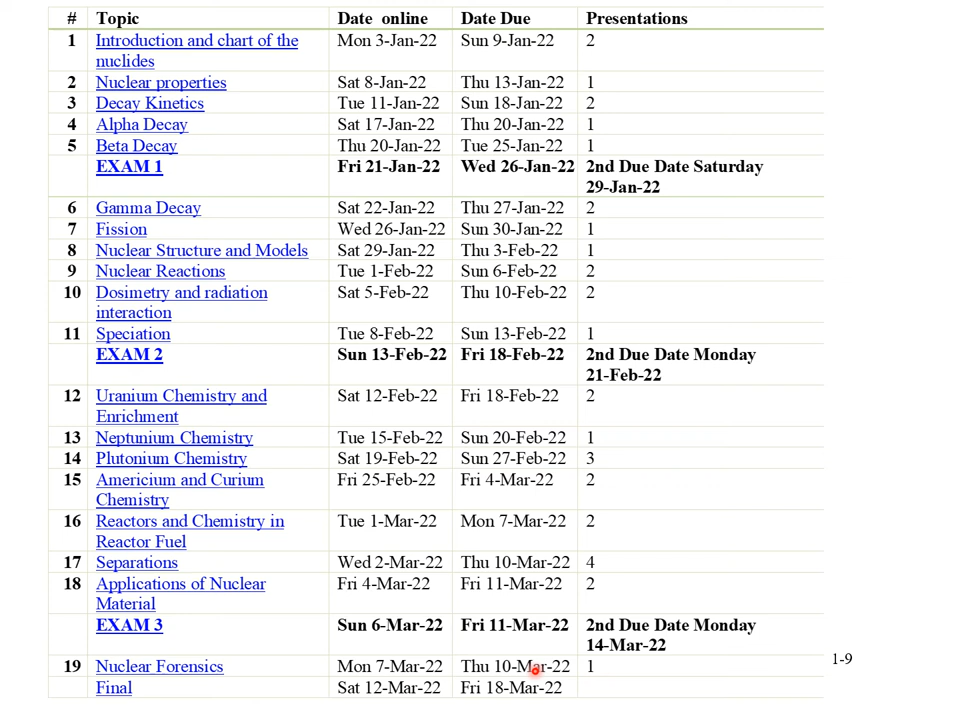 # Topic Date online Date Due Presentations
1 Introduction and chart of the Mon 3-Jan-22 Sun 9-Jan-22 2
nuclides
2 Nuclear properties Sat 8-Jan-22 Thu 13-Jan-22 1
3 Decay Kinetics Tue 11-Jan-22 Sun 18-Jan-22 2
4 Alpha Decay Sat 17-Jan-22 Thu 20-Jan-22 1
5 Beta Decay Thu 20-Jan-22 Tue 25-Jan-22 1
EXAM 1 Fri 21-Jan-22 Wed 26-Jan-22 2nd Due Date Saturday
29-Jan-22
6 Gamma Decay Sat 22-Jan-22 Thu 27-Jan-22 2
7 Fission Wed 26-Jan-22 Sun 30-Jan-22 1
8 Nuclear Structure and Models Sat 29-Jan-22 Thu 3-Feb-22 1
9 Nuclear Reactions Tue 1-Feb-22 Sun 6-Feb-22 2
10 Dosimetry and radiation Sat 5-Feb-22 Thu 10-Feb-22 2
interaction
11 Speciation Tue 8-Feb-22 Sun 13-Feb-22 1
EXAM 2 Sun 13-Feb-22 Fri 18-Feb-22 2nd Due Date Monday
21-Feb-22
12 Uranium Chemistry and Sat 12-Feb-22 Fri 18-Feb-22 2
Enrichment
13 Neptunium Chemistry Tue 15-Feb-22 Sun 20-Feb-22 1
14 Plutonium Chemistry Sat 19-Feb-22 Sun 27-Feb-22 3
15 Americium and Curium Fri 25-Feb-22 Fri 4-Mar-22 2
Chemistry
16 Reactors and Chemistry in Tue 1-Mar-22 Mon 7-Mar-22 2
Reactor Fuel
17 Separations Wed 2-Mar-22 Thu 10-Mar-22 4
18 Applications of Nuclear Fri 4-Mar-22 Fri 11-Mar-22 2
Material
EXAM 3 Sun 6-Mar-22 Fri 11-Mar-22 2nd Due Date Monday
14-Mar-22
1-9
19 Nuclear Forensics Mon 7-Mar-22 Thu 10-Mar-22 1
Final Sat 12-Mar-22 Fri 18-Mar-22